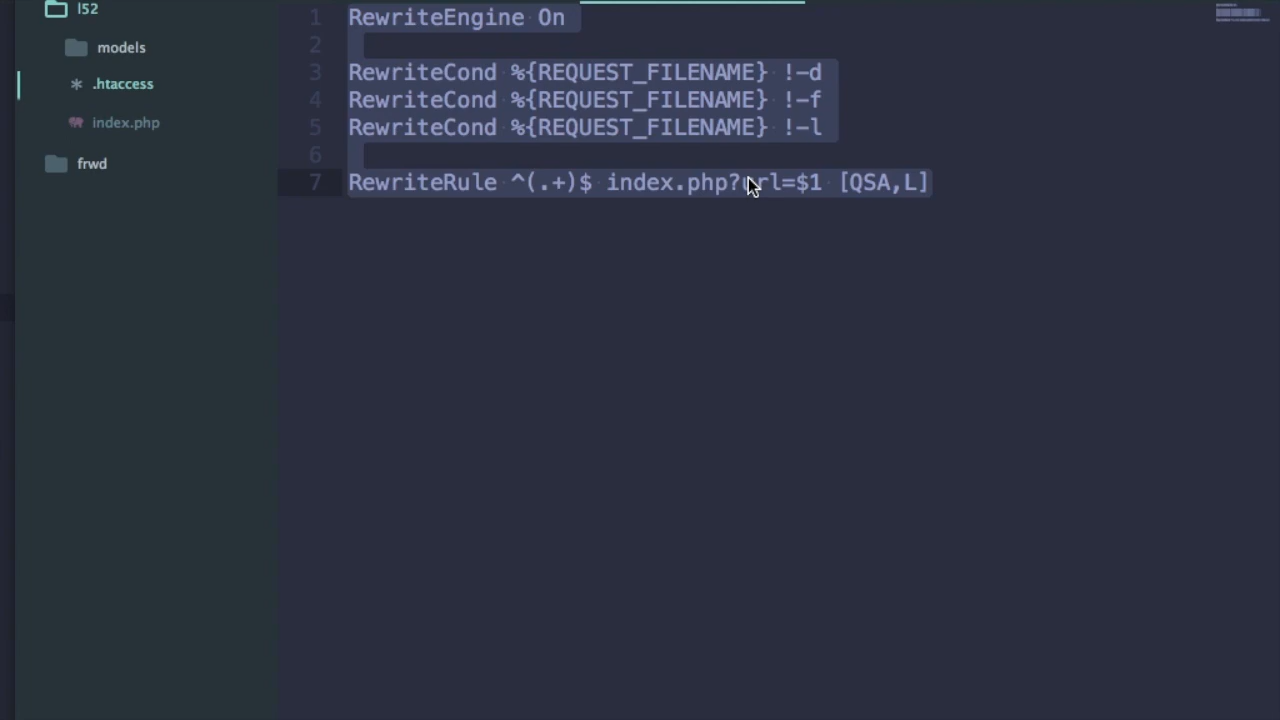 l52
models
.htaccess
index.php
frwd
1 RewriteEngine On
2
3 RewriteCond %{REQUEST_FILENAME} !-d
4 RewriteCond %{REQUEST_FILENAME} !-f
5 RewriteCond %{REQUEST_FILENAME} !-l
6
7 RewriteRule ^(.+)$ index.php?url=$1 [QSA,L]